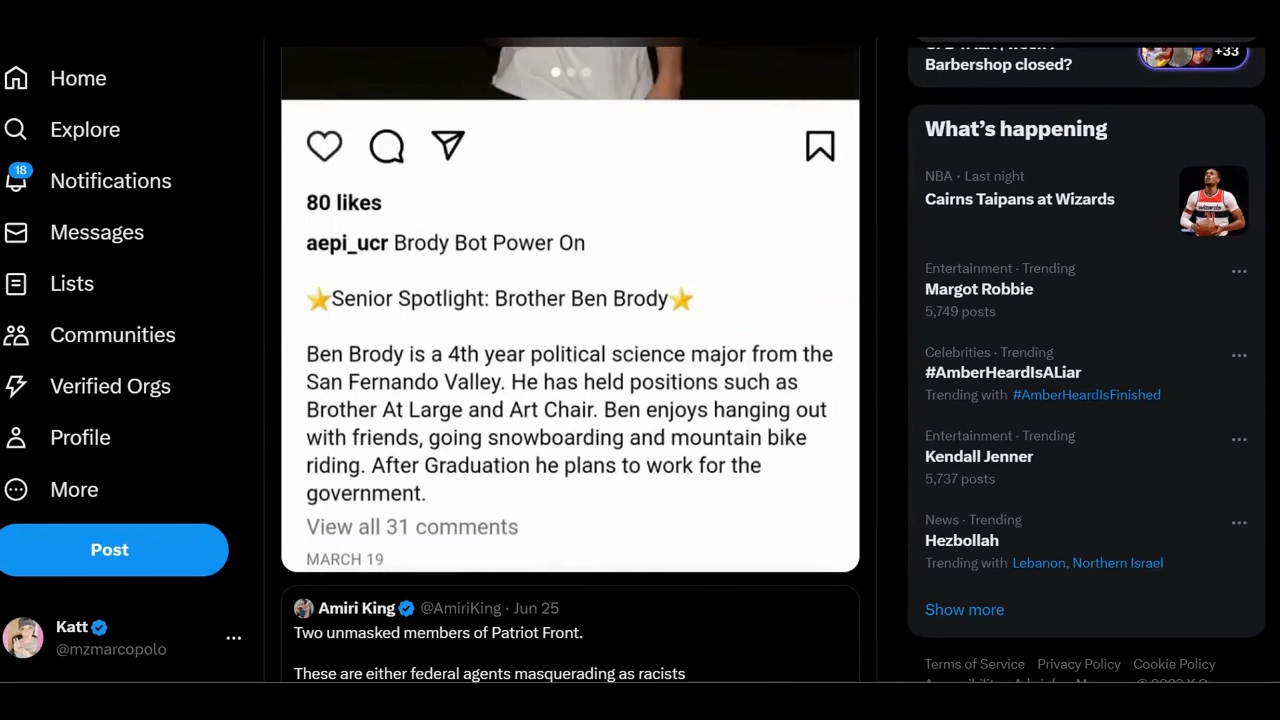 Home
Explore
18
Notifications
Messages
Lists
Communities
Verified Orgs
Profile
More
Post
Katt
@mzmarcopolo
80 likes
aepi_ucr Brody Bot Power On
⭐Senior Spotlight: Brother Ben Brody⭐
Ben Brody is a 4th year political science major from the
San Fernando Valley. He has held positions such as
Brother At Large and Art Chair. Ben enjoys hanging out
with friends, going snowboarding and mountain bike
riding. After Graduation he plans to work for the
government.
View all 31 comments
MARCH 19
Amiri King @AmiriKing · Jun 25
Two unmasked members of Patriot Front.
These are either federal agents masquerading as racists
Barbershop closed?
+33
What's happening
NBA · Last night
Cairns Taipans at Wizards
Entertainment · Trending
Margot Robbie
5,749 posts
Celebrities · Trending
#AmberHeardIsALiar
Trending with #AmberHeardIsFinished
Entertainment · Trending
Kendall Jenner
5,737 posts
News · Trending
Hezbollah
Trending with Lebanon, Northern Israel
Show more
Terms of Service Privacy Policy Cookie Policy